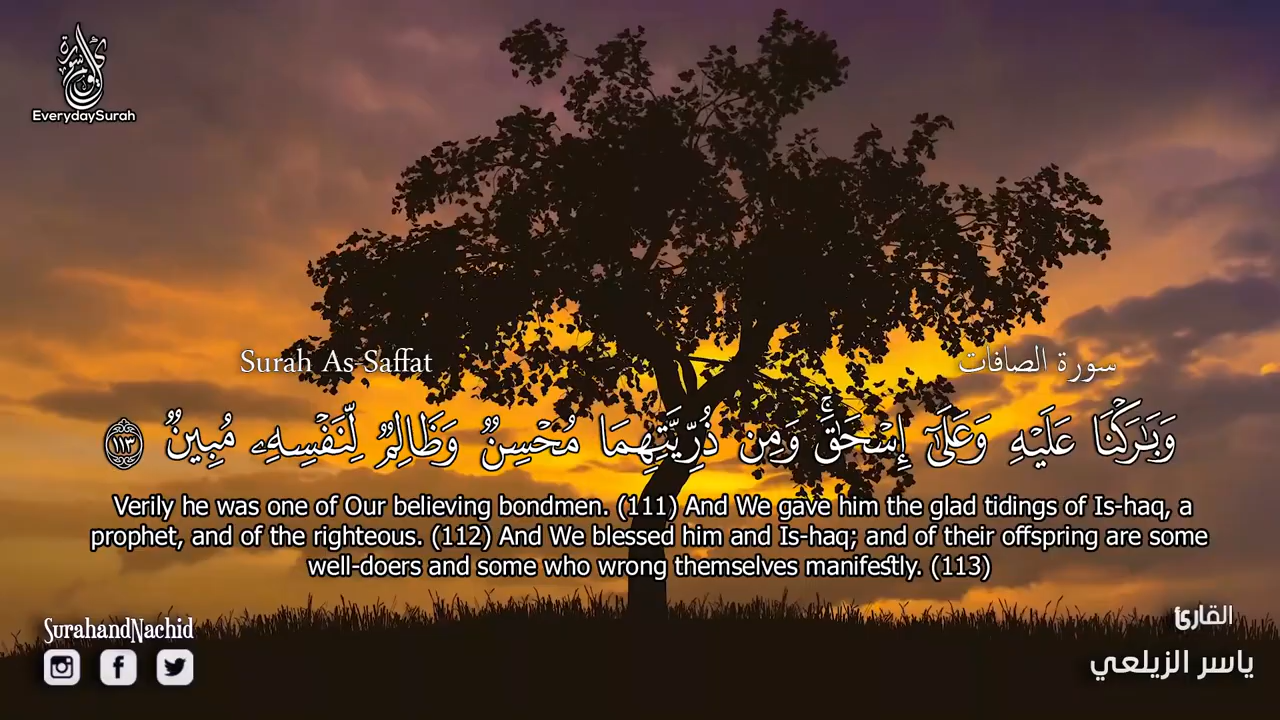 EverydaySurah
Surah As-Saffat
سورة الصافات
وَبَٰرَكْنَا عَلَيْهِ وَعَلَىٰٓ إِسْحَٰقَ ۚ وَمِن ذُرِّيَّتِهِمَا مُحْسِنٌ وَظَالِمٌ لِّنَفْسِهِۦ مُبِينٌ ١١٣
Verily he was one of Our believing bondmen. (111) And We gave him the glad tidings of Is-haq, a
prophet, and of the righteous. (112) And We blessed him and Is-haq; and of their offspring are some
well-doers and some who wrong themselves manifestly. (113)
SurahandNachid
القارئ
ياسر الزيلعي